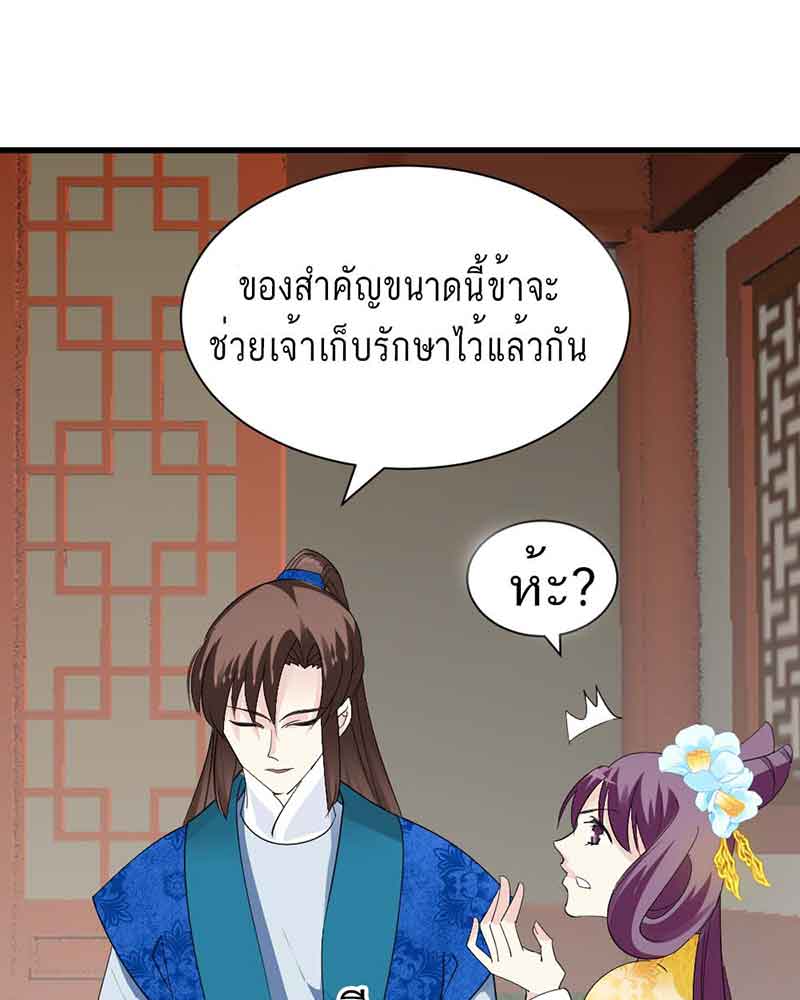 ของสำคัญขนาดนี้ข้าจะ
ช่วยเจ้าเก็บรักษาไว้แล้วกัน
ห้ะ?